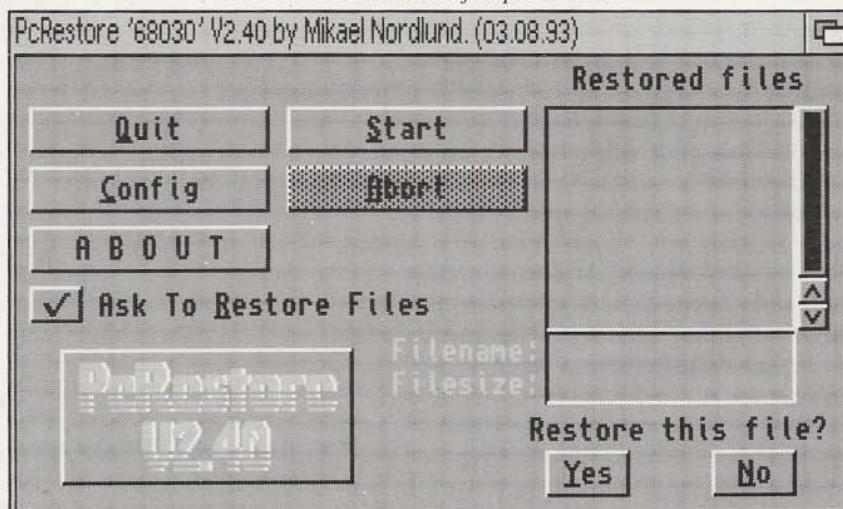 PcRestore '68030' V2.40 by Mikael Nordlund. (03.08.93)
Restored files
Quit
Start
Config
Abort
A B O U T
Ask To Restore Files
Filename:
Filesize:
PcRestore
V2.40
Restore this file?
Yes
No